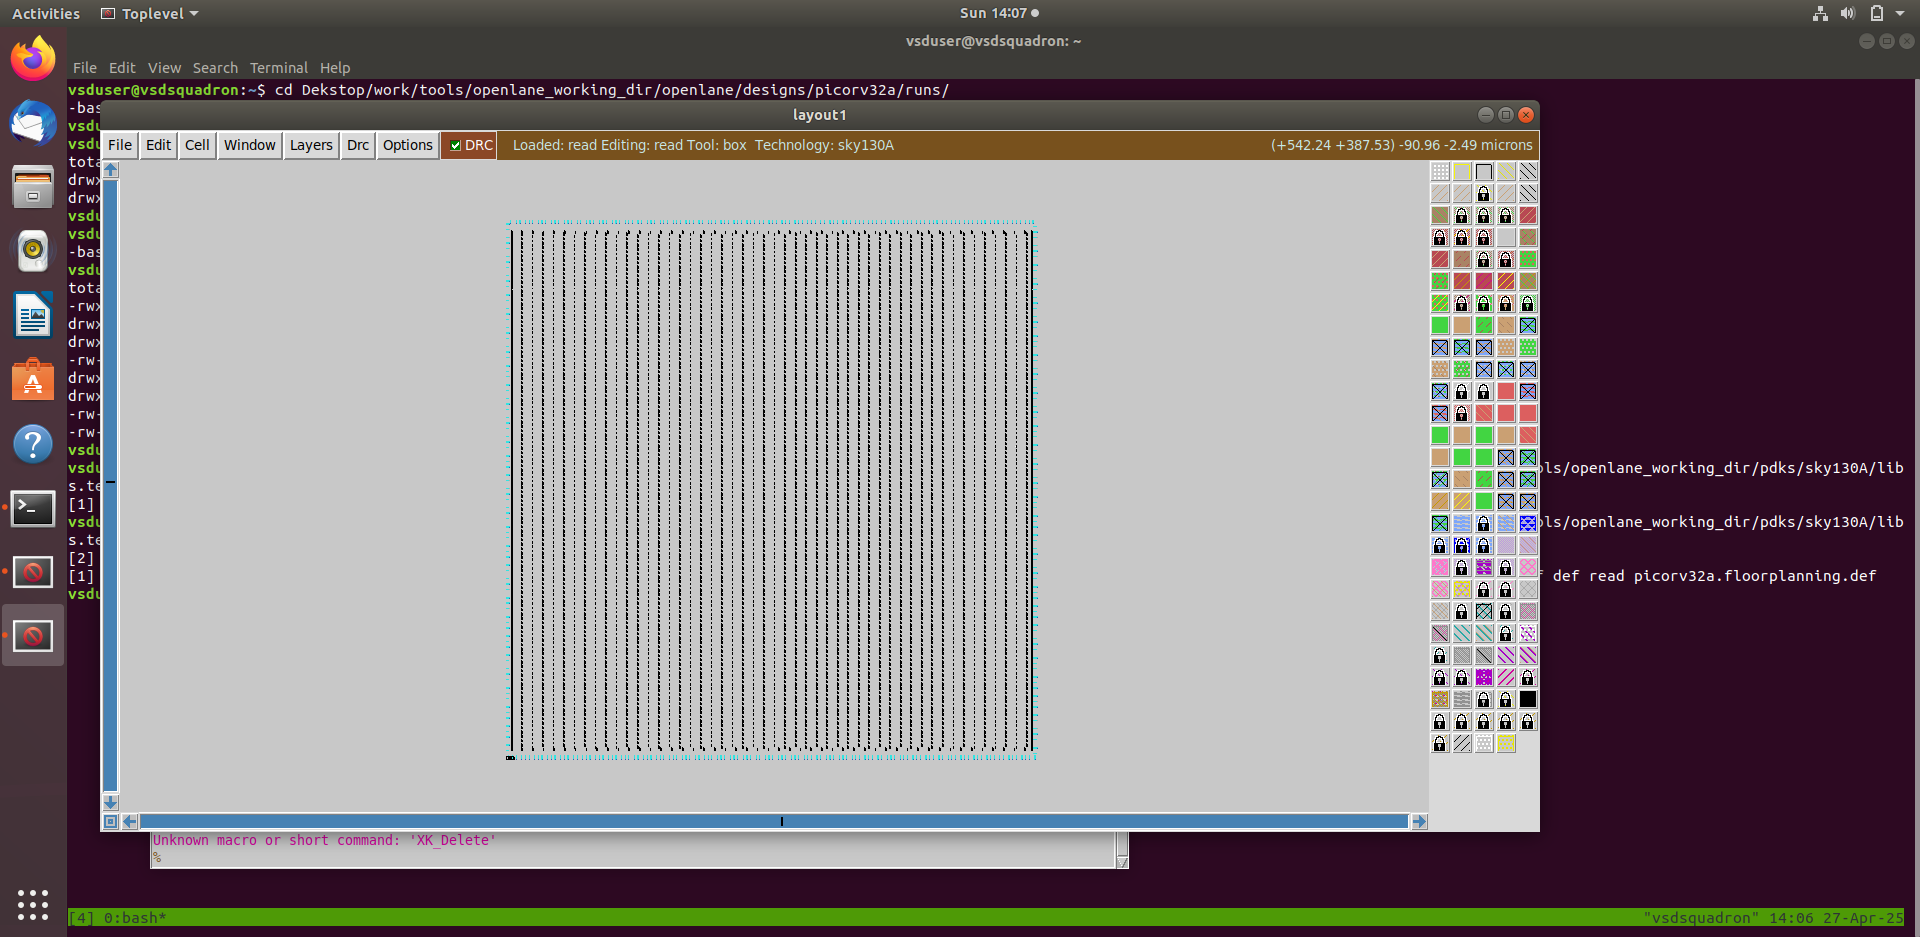 Activities Toplevel Sun 14:07
vsduser@vsdsquadron: ~
File Edit View Search Terminal Help
vsduser@vsdsquadron:~$ cd Dekstop/work/tools/openlane_working_dir/openlane/designs/picorv32a/runs/
-bas
layout1
vsdu
File Edit Cell Window Layers Drc Options DRC Loaded: read Editing: read Tool: box Technology: sky130A (+542.24 +387.53) -90.96 -2.49 microns
vsdu
tota
drwx
drwx
vsdu
vsdu
-bas
vsdu
tota
-rwx
drwx
drwx
-rw-
drwx
drwx
-rw-
-rw-
vsdu
vsdu ols/openlane_working_dir/pdks/sky130A/lib
s.te
[1]
vsdu ols/openlane_working_dir/pdks/sky130A/lib
s.te
[2]
[1] f def read picorv32a.floorplanning.def
vsdu
Unknown macro or short command: 'XK_Delete'
%
[4] 0:bash* "vsdsquadron" 14:06 27-Apr-25